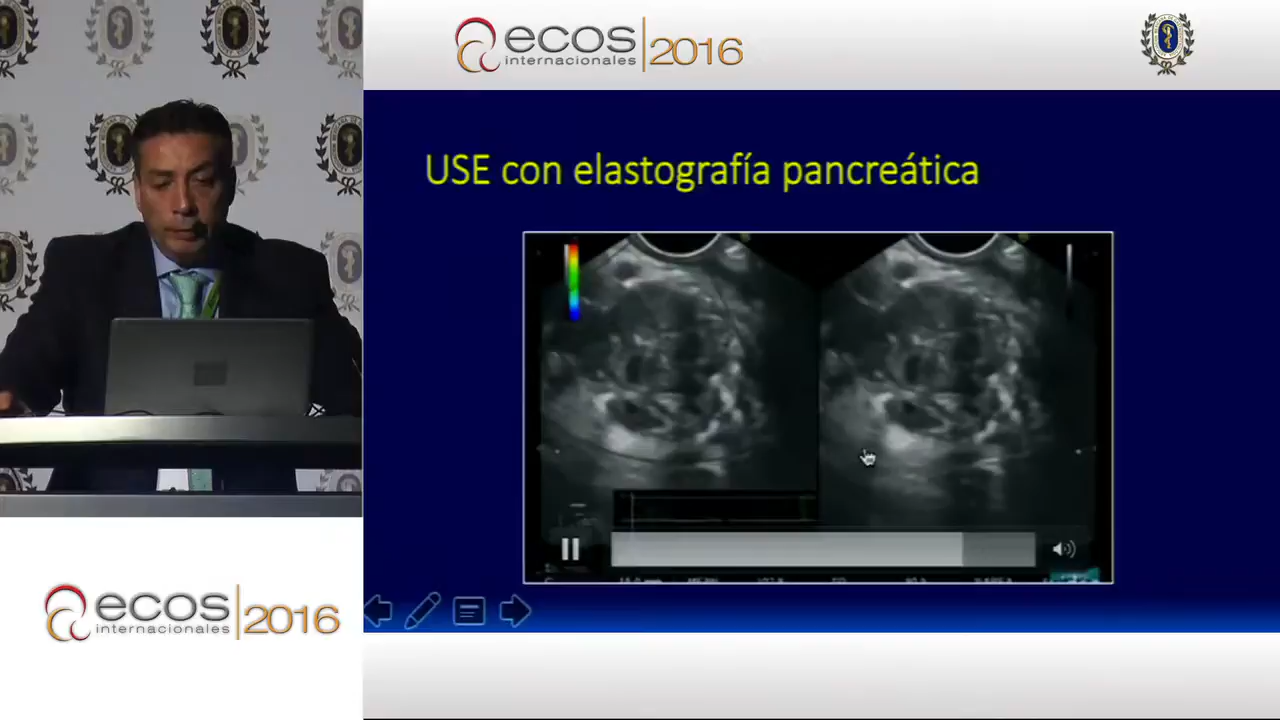 ecos
internacionales
2016
USE con elastografía pancreática
ecos
internacionales
2016